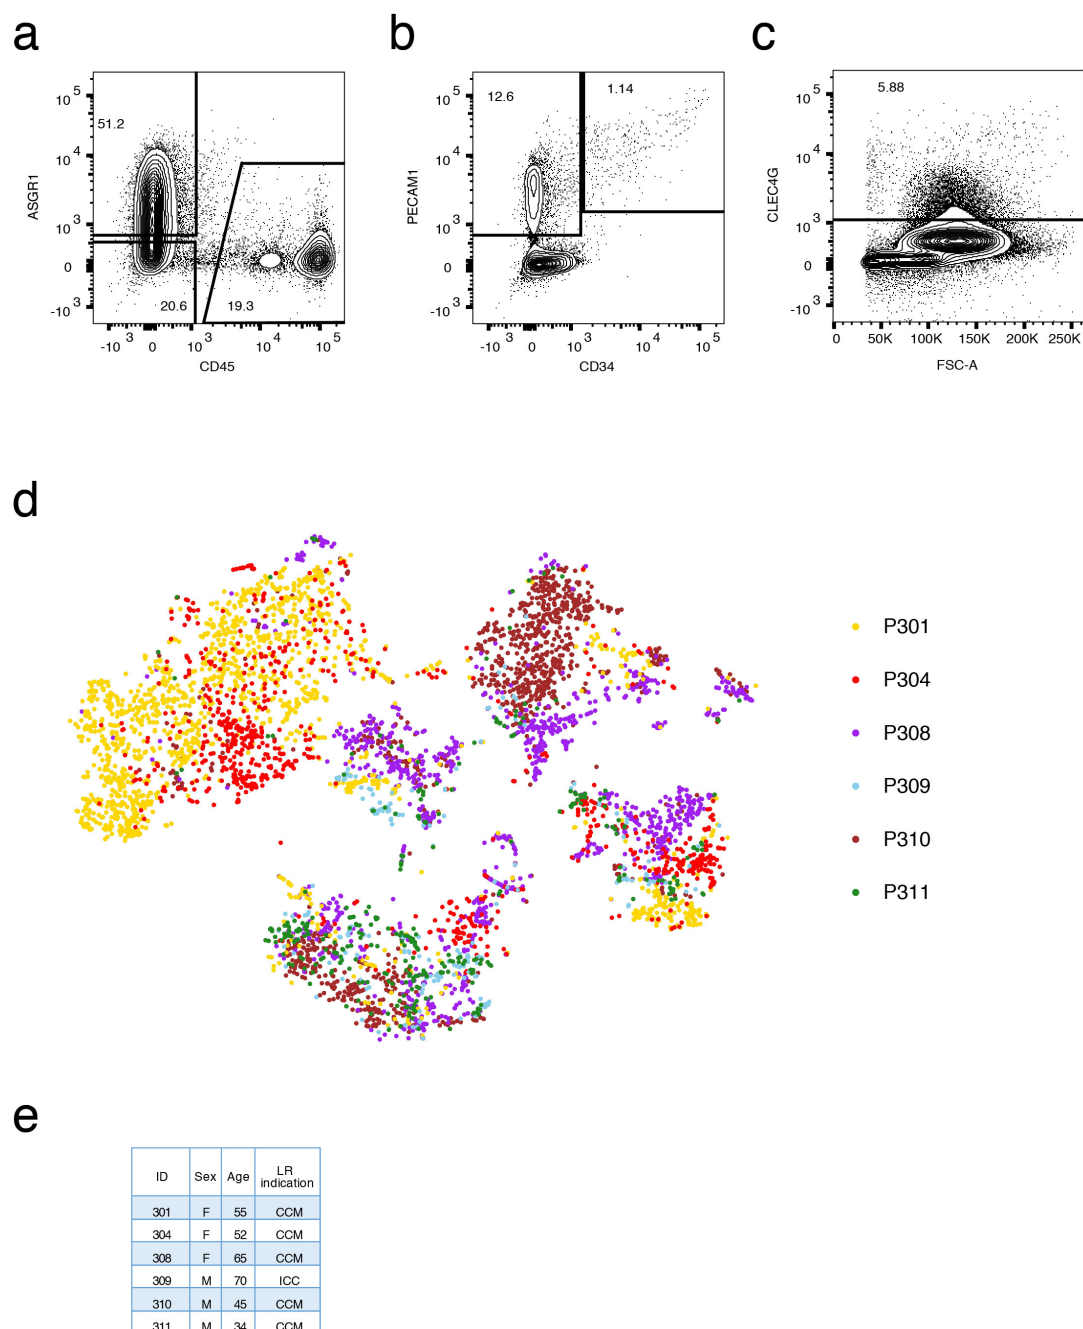 a
b
c
10 5
10 4
10 3
0
-10 3
ASGR1
51.2
20.6
19.3
-10 3
0
10 3
10 4
10 5
CD45
10 5
10 4
10 3
0
-10 3
PECAM1
12.6
1.14
-10 3
0
10 3
10 4
10 5
CD34
10 5
10 4
10 3
0
-10 3
CLEC4G
5.88
0
50K
100K
150K
200K
250K
FSC-A
d
P301
P304
P308
P309
P310
P311
e
ID Sex Age LR indication
301 F 55 CCM
304 F 52 CCM
308 F 65 CCM
309 M 70 ICC
310 M 45 CCM
311 M 34 CCM